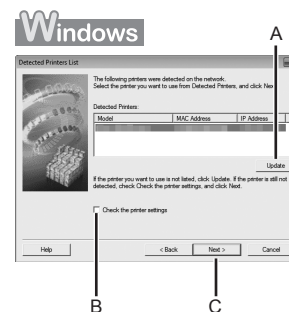 Windows
A
Detected Printers List
The following printers were detected on the network.
Select the printer you want to use from Detected Printers, and click Next.
Detected Printers:
Model MAC Address IP Address
Update
If the printer you want to use is not listed, click Update. If the printer is still not
detected, check Check the printer settings, and click Next.
Check the printer settings
Help < Back Next > Cancel
B C